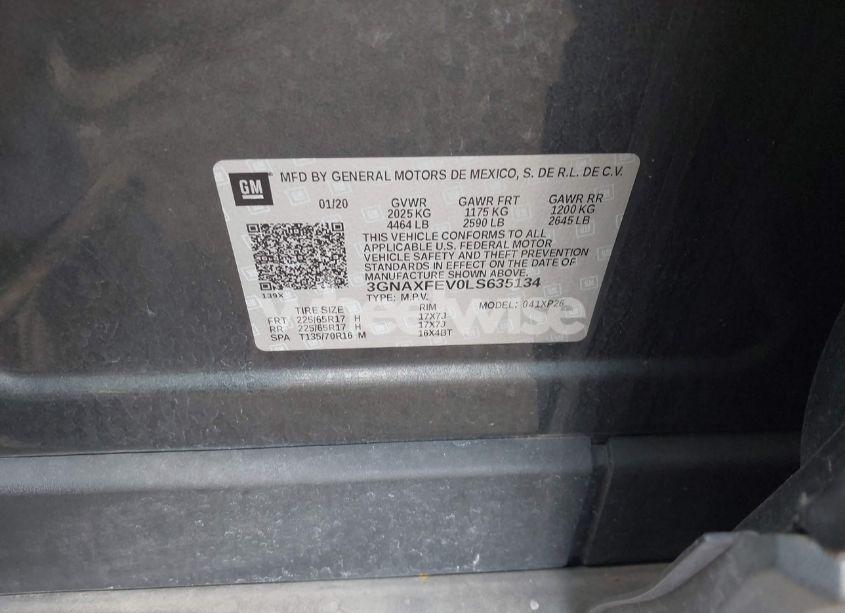 GM
MFD BY GENERAL MOTORS DE MEXICO, S. DE R.L. DE C.V.
01/20 GVWR GAWR FRT GAWR RR
2025 KG 1175 KG 1200 KG
4464 LB 2590 LB 2645 LB
THIS VEHICLE CONFORMS TO ALL
APPLICABLE U.S. FEDERAL MOTOR
VEHICLE SAFETY AND THEFT PREVENTION
STANDARDS IN EFFECT ON THE DATE OF
MANUFACTURE SHOWN ABOVE.
139X 3GNAXFEV0LS635134
TYPE: M.P.V. MODEL: 041XP26
TIRE SIZE RIM
FRT 225/65R17 H 17X7J
RR 225/65R17 H 17X7J
SPA T135/70R16 M 16X4BT
wheelwise